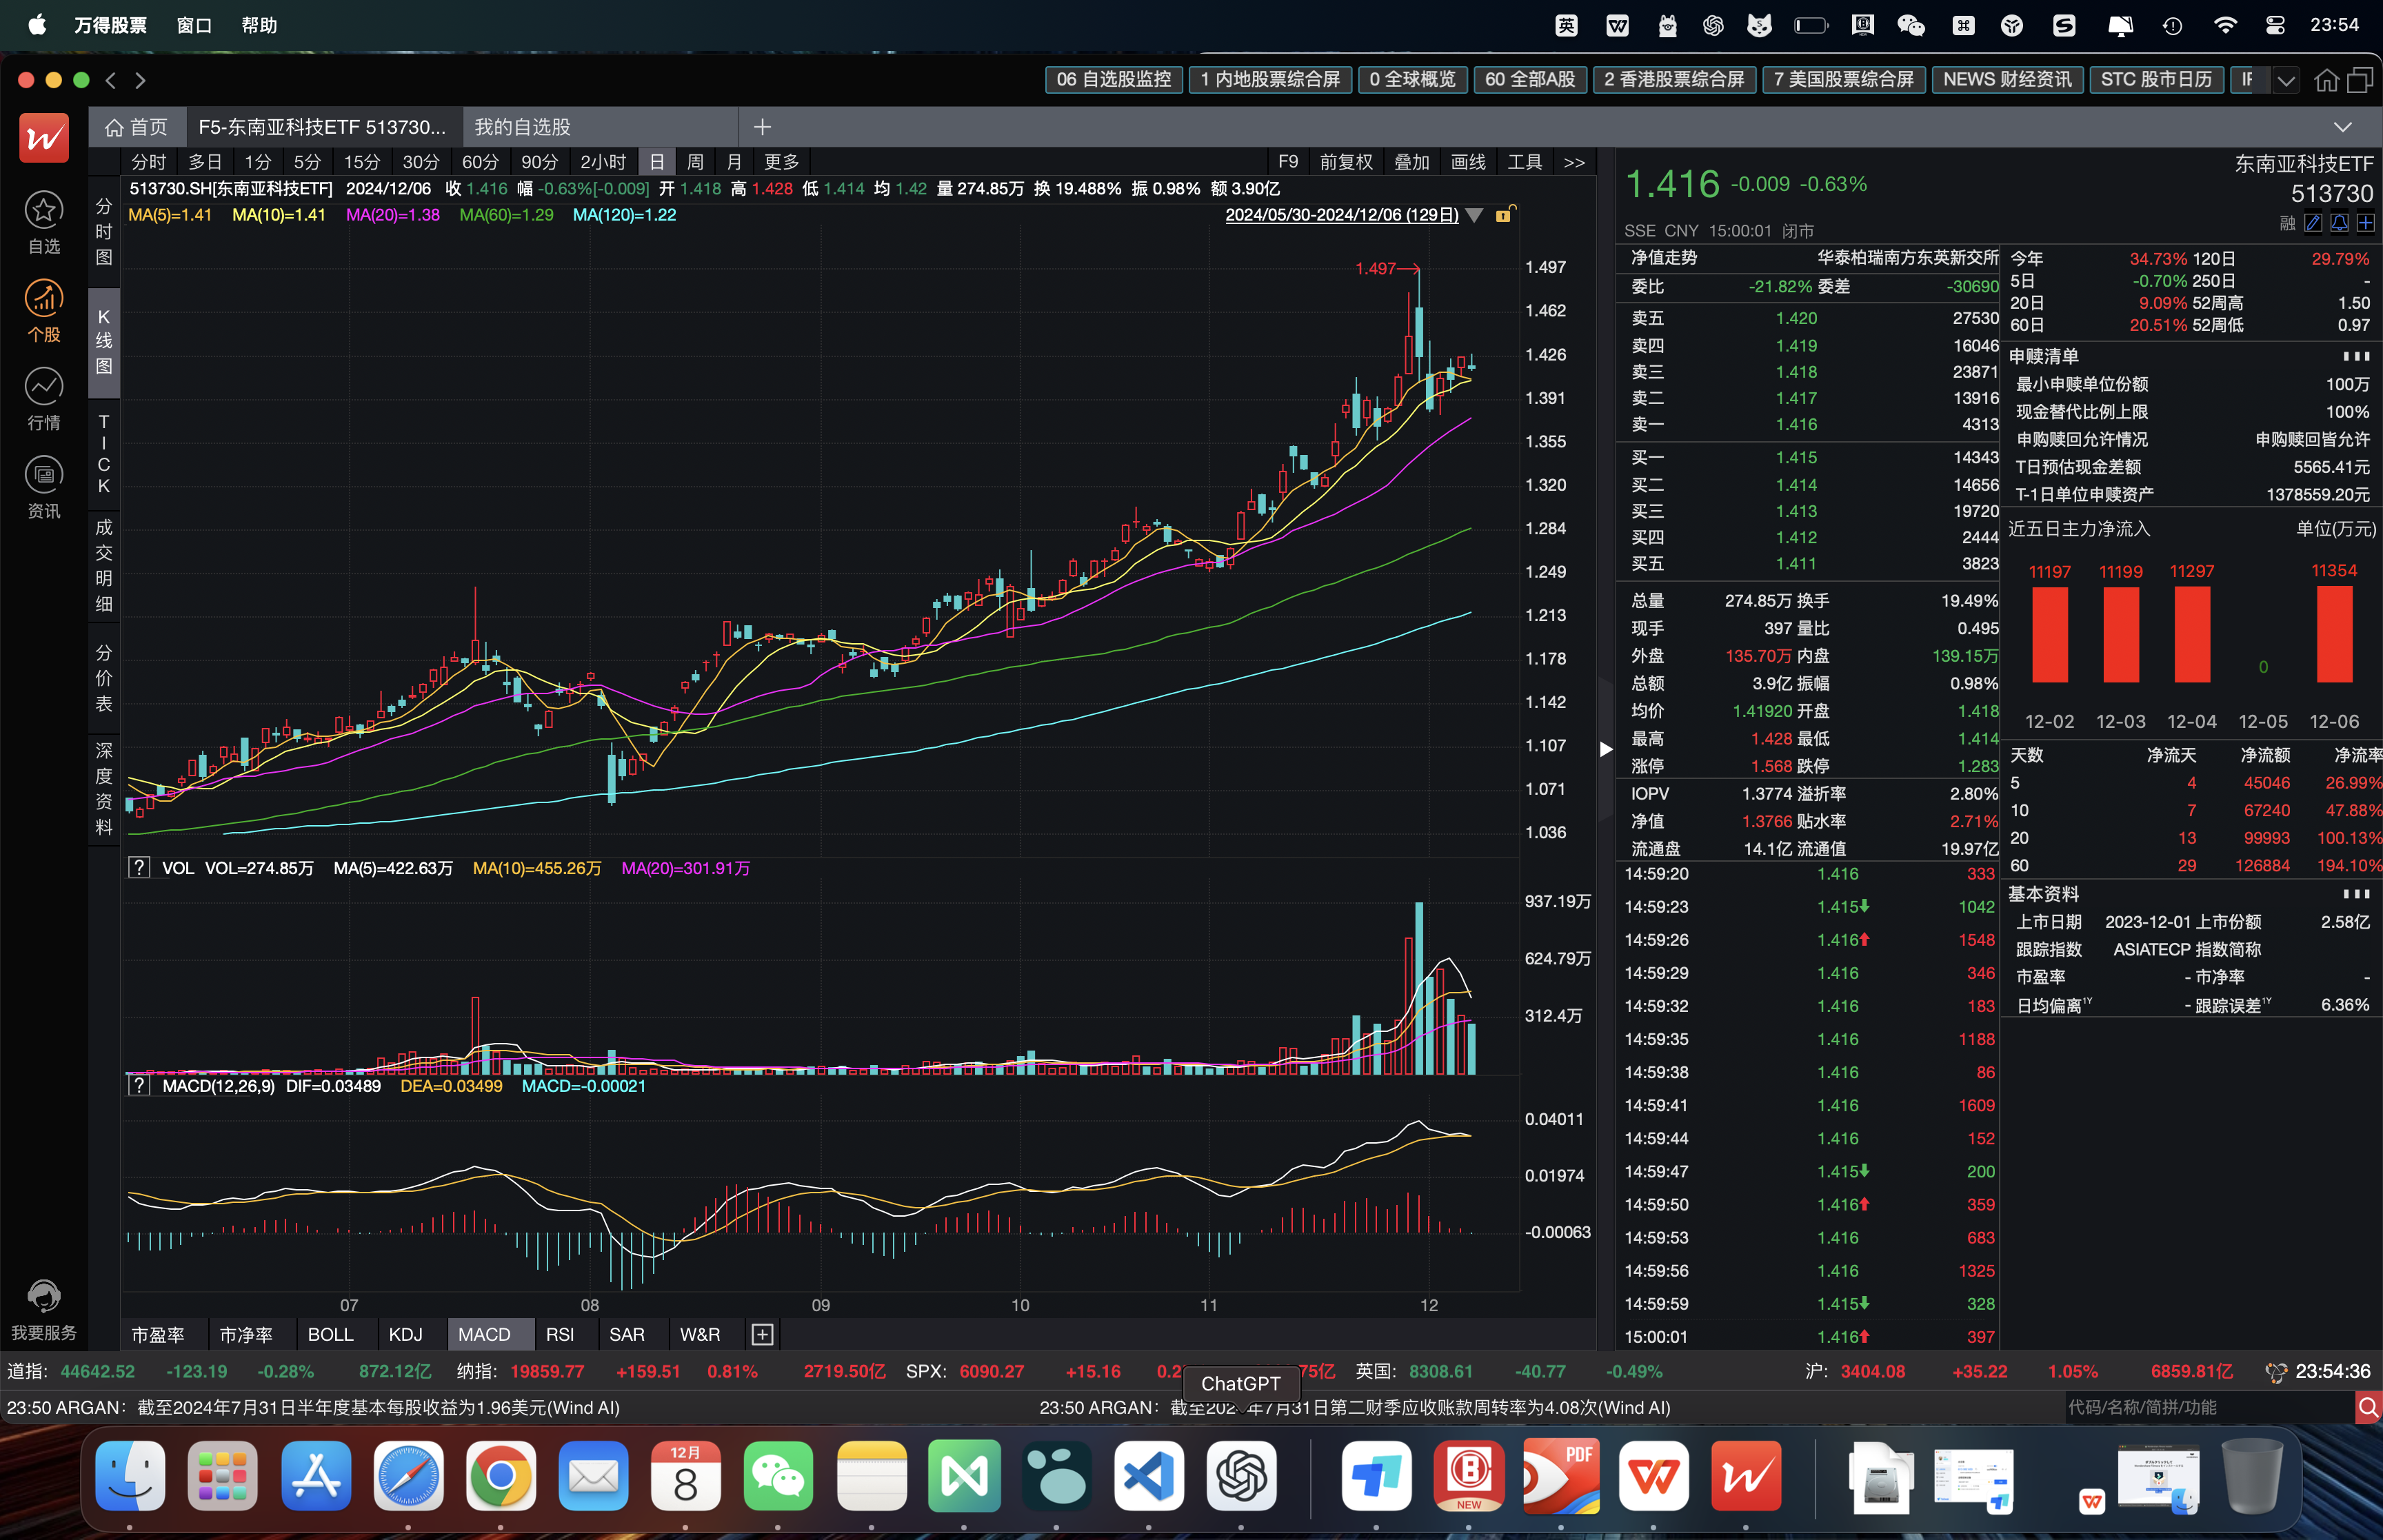 万得股票 窗口 帮助 英 23:54
06 自选股监控 1 内地股票综合屏 0 全球概览 60 全部A股 2 香港股票综合屏 7 美国股票综合屏 NEWS 财经资讯 STC 股市日历
首页 F5-东南亚科技ETF 513730... 我的自选股
自选
个股
行情
资讯
我要服务
分时图
K线图
TICK
成交明细
分价表
深度资料
分时 多日 1分 5分 15分 30分 60分 90分 2小时 日 周 月 更多 F9 前复权 叠加 画线 工具 >>
513730.SH[东南亚科技ETF] 2024/12/06 收 1.416 幅 -0.63%[-0.009] 开 1.418 高 1.428 低 1.414 均 1.42 量 274.85万 换 19.488% 振 0.98% 额 3.90亿
MA(5)=1.41 MA(10)=1.41 MA(20)=1.38 MA(60)=1.29 MA(120)=1.22 2024/05/30-2024/12/06 (129日)
1.497
1.497
1.462
1.426
1.391
1.355
1.320
1.284
1.249
1.213
1.178
1.142
1.107
1.071
1.036
? VOL VOL=274.85万 MA(5)=422.63万 MA(10)=455.26万 MA(20)=301.91万
937.19万
624.79万
312.4万
? MACD(12,26,9) DIF=0.03489 DEA=0.03499 MACD=-0.00021
0.04011
0.01974
-0.00063
07 08 09 10 11 12
市盈率 市净率 BOLL KDJ MACD RSI SAR W&R
1.416 -0.009 -0.63%
东南亚科技ETF
513730
SSE CNY 15:00:01 闭市 融
净值走势 华泰柏瑞南方东英新交所
委比 -21.82% 委差 -30690
卖五 1.420 27530
卖四 1.419 16046
卖三 1.418 23871
卖二 1.417 13916
卖一 1.416 4313
买一 1.415 14343
买二 1.414 14656
买三 1.413 19720
买四 1.412 2444
买五 1.411 3823
总量 274.85万 换手 19.49%
现手 397 量比 0.495
外盘 135.70万 内盘 139.15万
总额 3.9亿 振幅 0.98%
均价 1.41920 开盘 1.418
最高 1.428 最低 1.414
涨停 1.568 跌停 1.283
IOPV 1.3774 溢折率 2.80%
净值 1.3766 贴水率 2.71%
流通盘 14.1亿 流通值 19.97亿
14:59:20 1.416 333
14:59:23 1.415 1042
14:59:26 1.416 1548
14:59:29 1.416 346
14:59:32 1.416 183
14:59:35 1.416 1188
14:59:38 1.416 86
14:59:41 1.416 1609
14:59:44 1.416 152
14:59:47 1.415 200
14:59:50 1.416 359
14:59:53 1.416 683
14:59:56 1.416 1325
14:59:59 1.415 328
15:00:01 1.416 397
今年 34.73% 120日 29.79%
5日 -0.70% 250日 -
20日 9.09% 52周高 1.50
60日 20.51% 52周低 0.97
申赎清单
最小申赎单位份额 100万
现金替代比例上限 100%
申购赎回允许情况 申购赎回皆允许
T日预估现金差额 5565.41元
T-1日单位申赎资产 1378559.20元
近五日主力净流入 单位(万元)
11197 11199 11297 0 11354
12-02 12-03 12-04 12-05 12-06
天数 净流天 净流额 净流率
5 4 45046 26.99%
10 7 67240 47.88%
20 13 99993 100.13%
60 29 126884 194.10%
基本资料
上市日期 2023-12-01 上市份额 2.58亿
跟踪指数 ASIATECP 指数简称
市盈率 - 市净率 -
日均偏离1Y - 跟踪误差1Y 6.36%
道指: 44642.52 -123.19 -0.28% 872.12亿 纳指: 19859.77 +159.51 0.81% 2719.50亿 SPX: 6090.27 +15.16 0.2 75亿 英国: 8308.61 -40.77 -0.49% 沪: 3404.08 +35.22 1.05% 6859.81亿 23:54:36
ChatGPT
23:50 ARGAN: 截至2024年7月31日半年度基本每股收益为1.96美元(Wind AI) 23:50 ARGAN: 截至202 年7月31日第二财季应收账款周转率为4.08次(Wind AI) 代码/名称/简拼/功能
12月
8
NEW
PDF